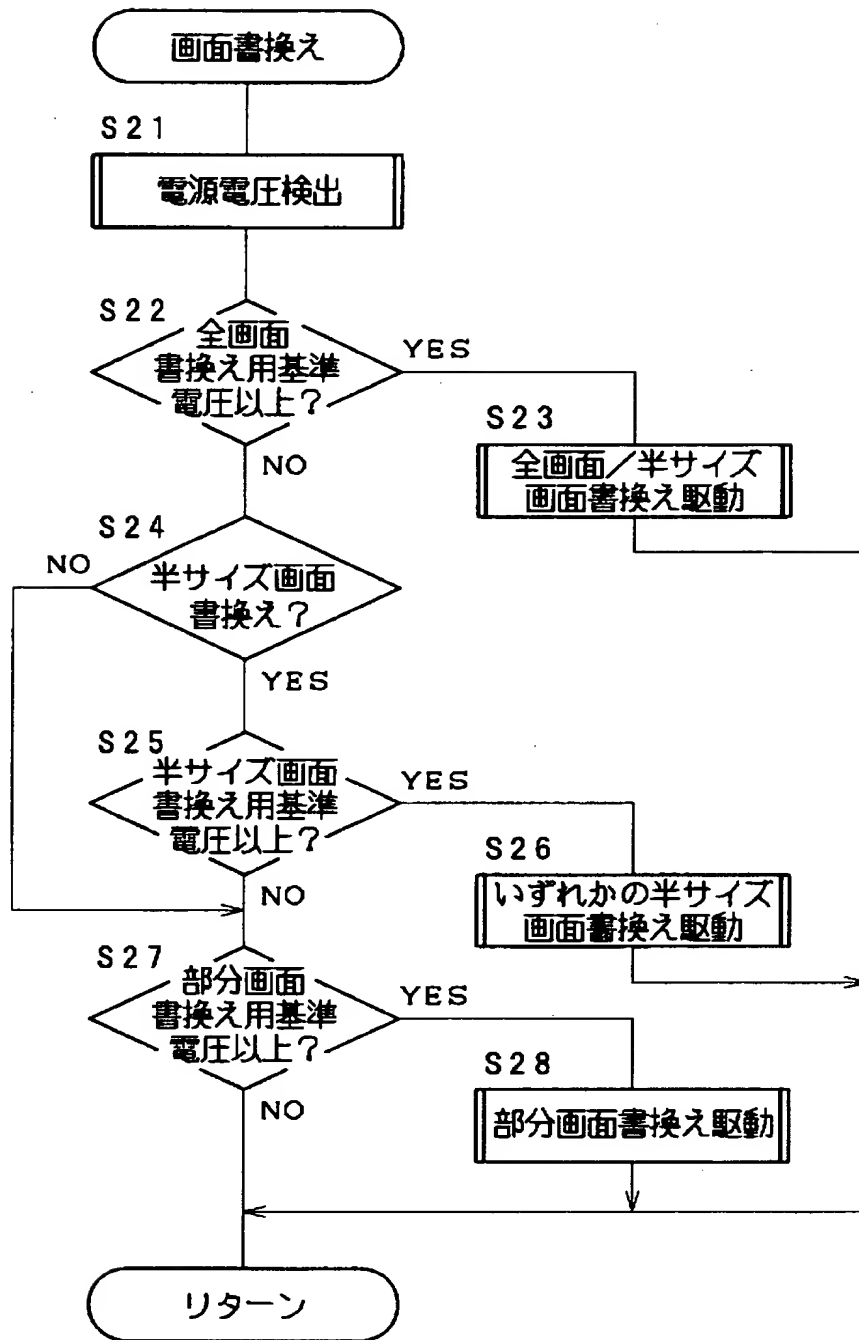 画面書換え
S21
電源電圧検出
S22
全画面
書換え用基準
電圧以上?
YES
NO
S23
全画面/半サイズ
画面書換え駆動
S24
NO
半サイズ画面
書換え?
YES
S25
半サイズ画面
書換え用基準
電圧以上?
YES
NO
S26
いずれかの半サイズ
画面書換え駆動
S27
部分画面
書換え用基準
電圧以上?
YES
NO
S28
部分画面書換え駆動
リターン